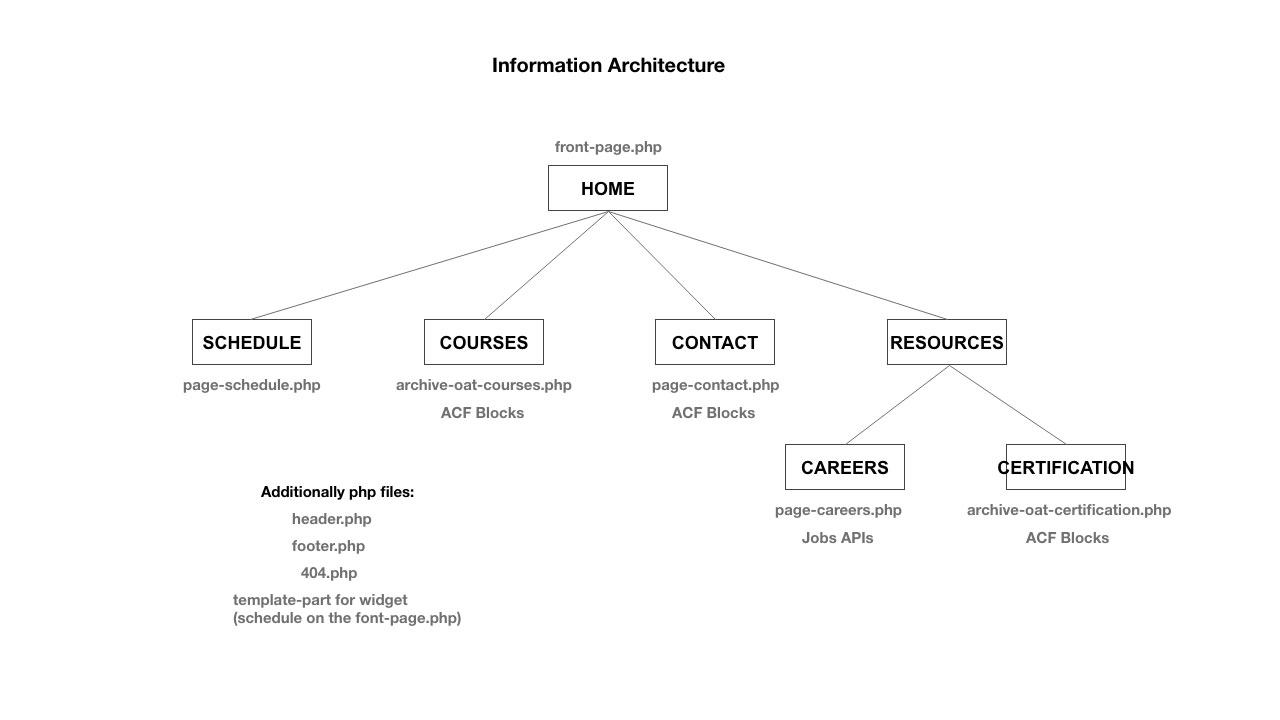 Information Architecture
front-page.php
HOME
SCHEDULE
COURSES
CONTACT
RESOURCES
page-schedule.php
archive-oat-courses.php
page-contact.php
ACF Blocks
ACF Blocks
CAREERS
CERTIFICATION
page-careers.php
archive-oat-certification.php
Jobs APIs
ACF Blocks
Additionally php files:
header.php
footer.php
404.php
template-part for widget
(schedule on the font-page.php)